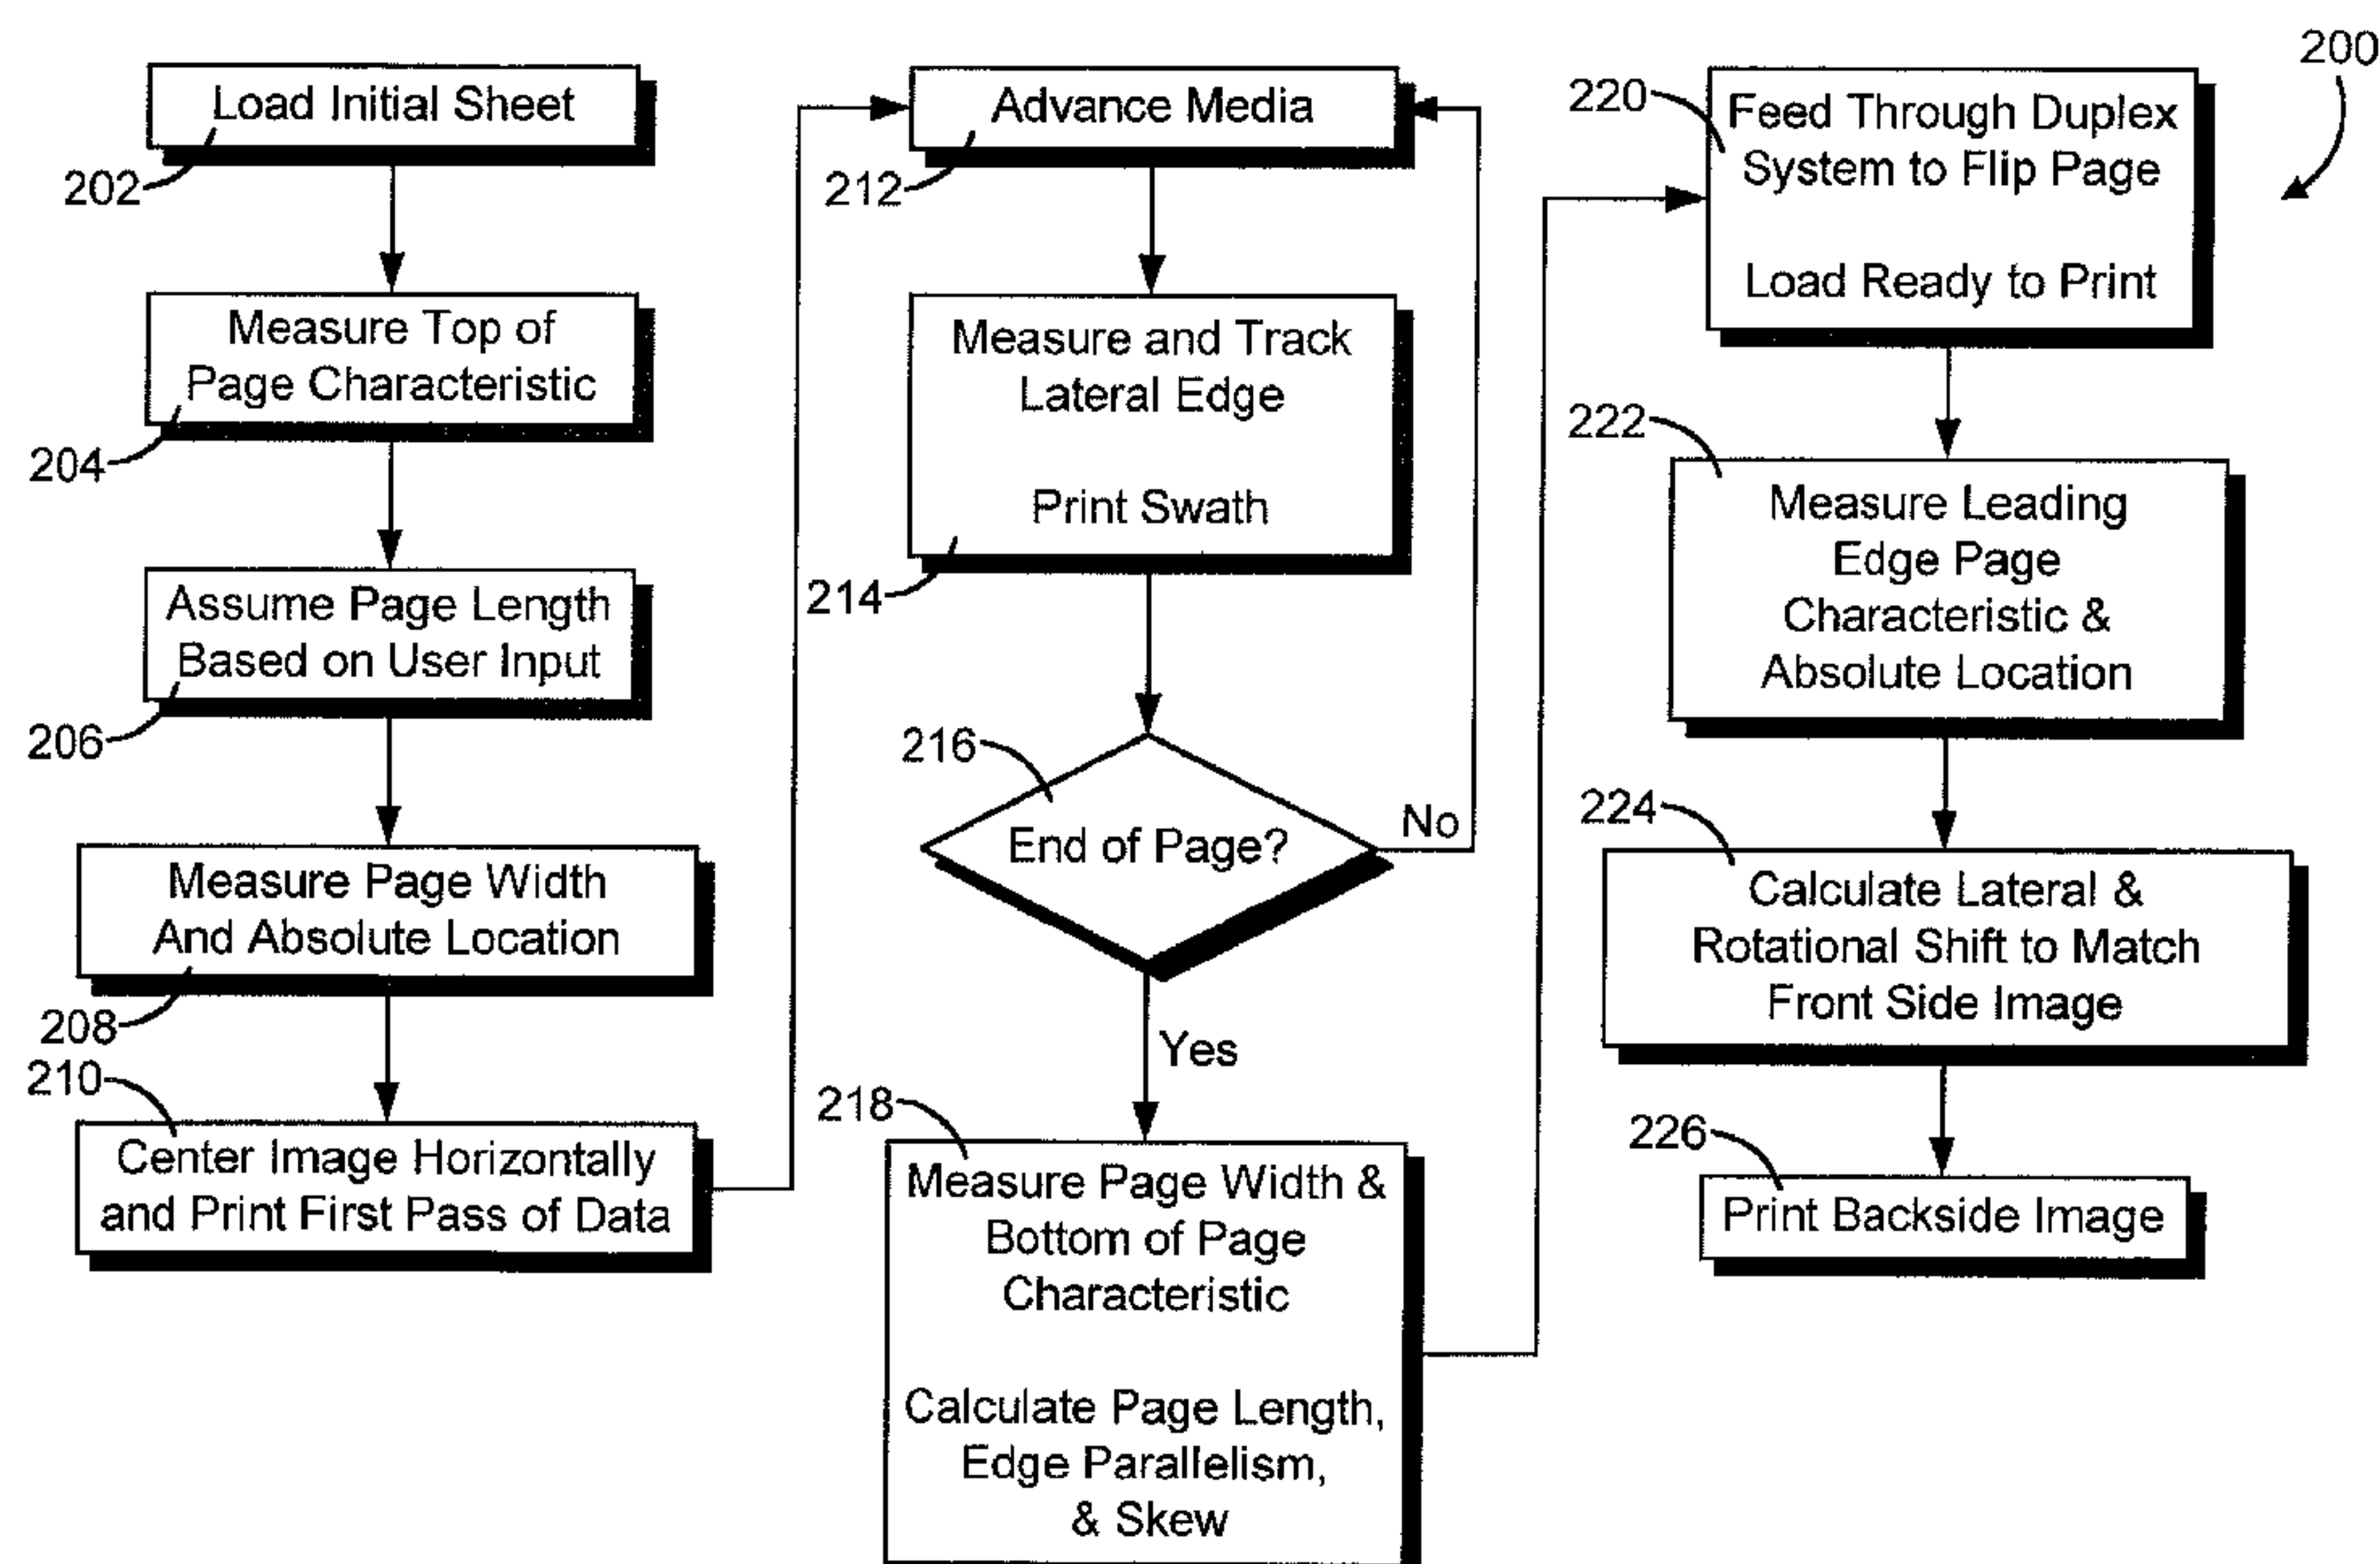 Load Initial Sheet
202
Measure Top of
Page Characteristic
204
Assume Page Length
Based on User Input
206
Measure Page Width
And Absolute Location
208
210
Center Image Horizontally
and Print First Pass of Data
Advance Media
212
Measure and Track
Lateral Edge
Print Swath
214
216
End of Page?
No
Yes
218
Measure Page Width &
Bottom of Page
Characteristic
Calculate Page Length,
Edge Parallelism,
& Skew
200
220
Feed Through Duplex
System to Flip Page
Load Ready to Print
222
Measure Leading
Edge Page
Characteristic &
Absolute Location
224
Calculate Lateral &
Rotational Shift to Match
Front Side Image
226
Print Backside Image